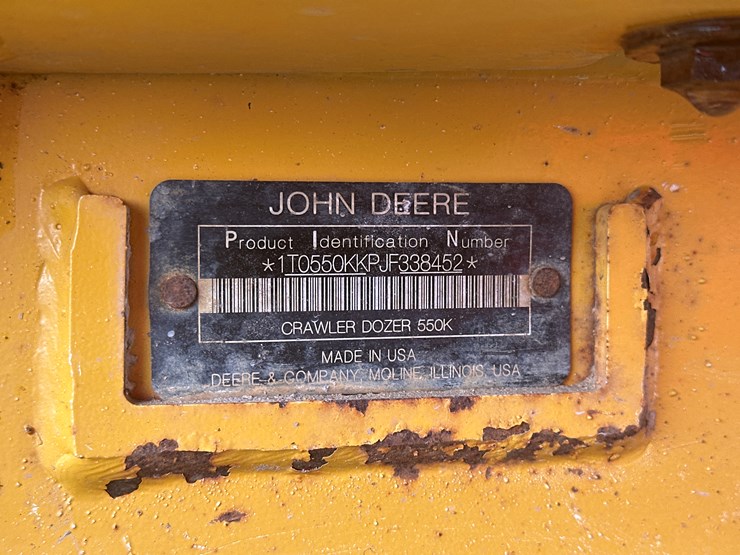 JOHN DEERE
Product Identification Number
*1T0550KKPJF338452*
CRAWLER DOZER 550K
MADE IN USA
DEERE & COMPANY, MOLINE, ILLINOIS, USA